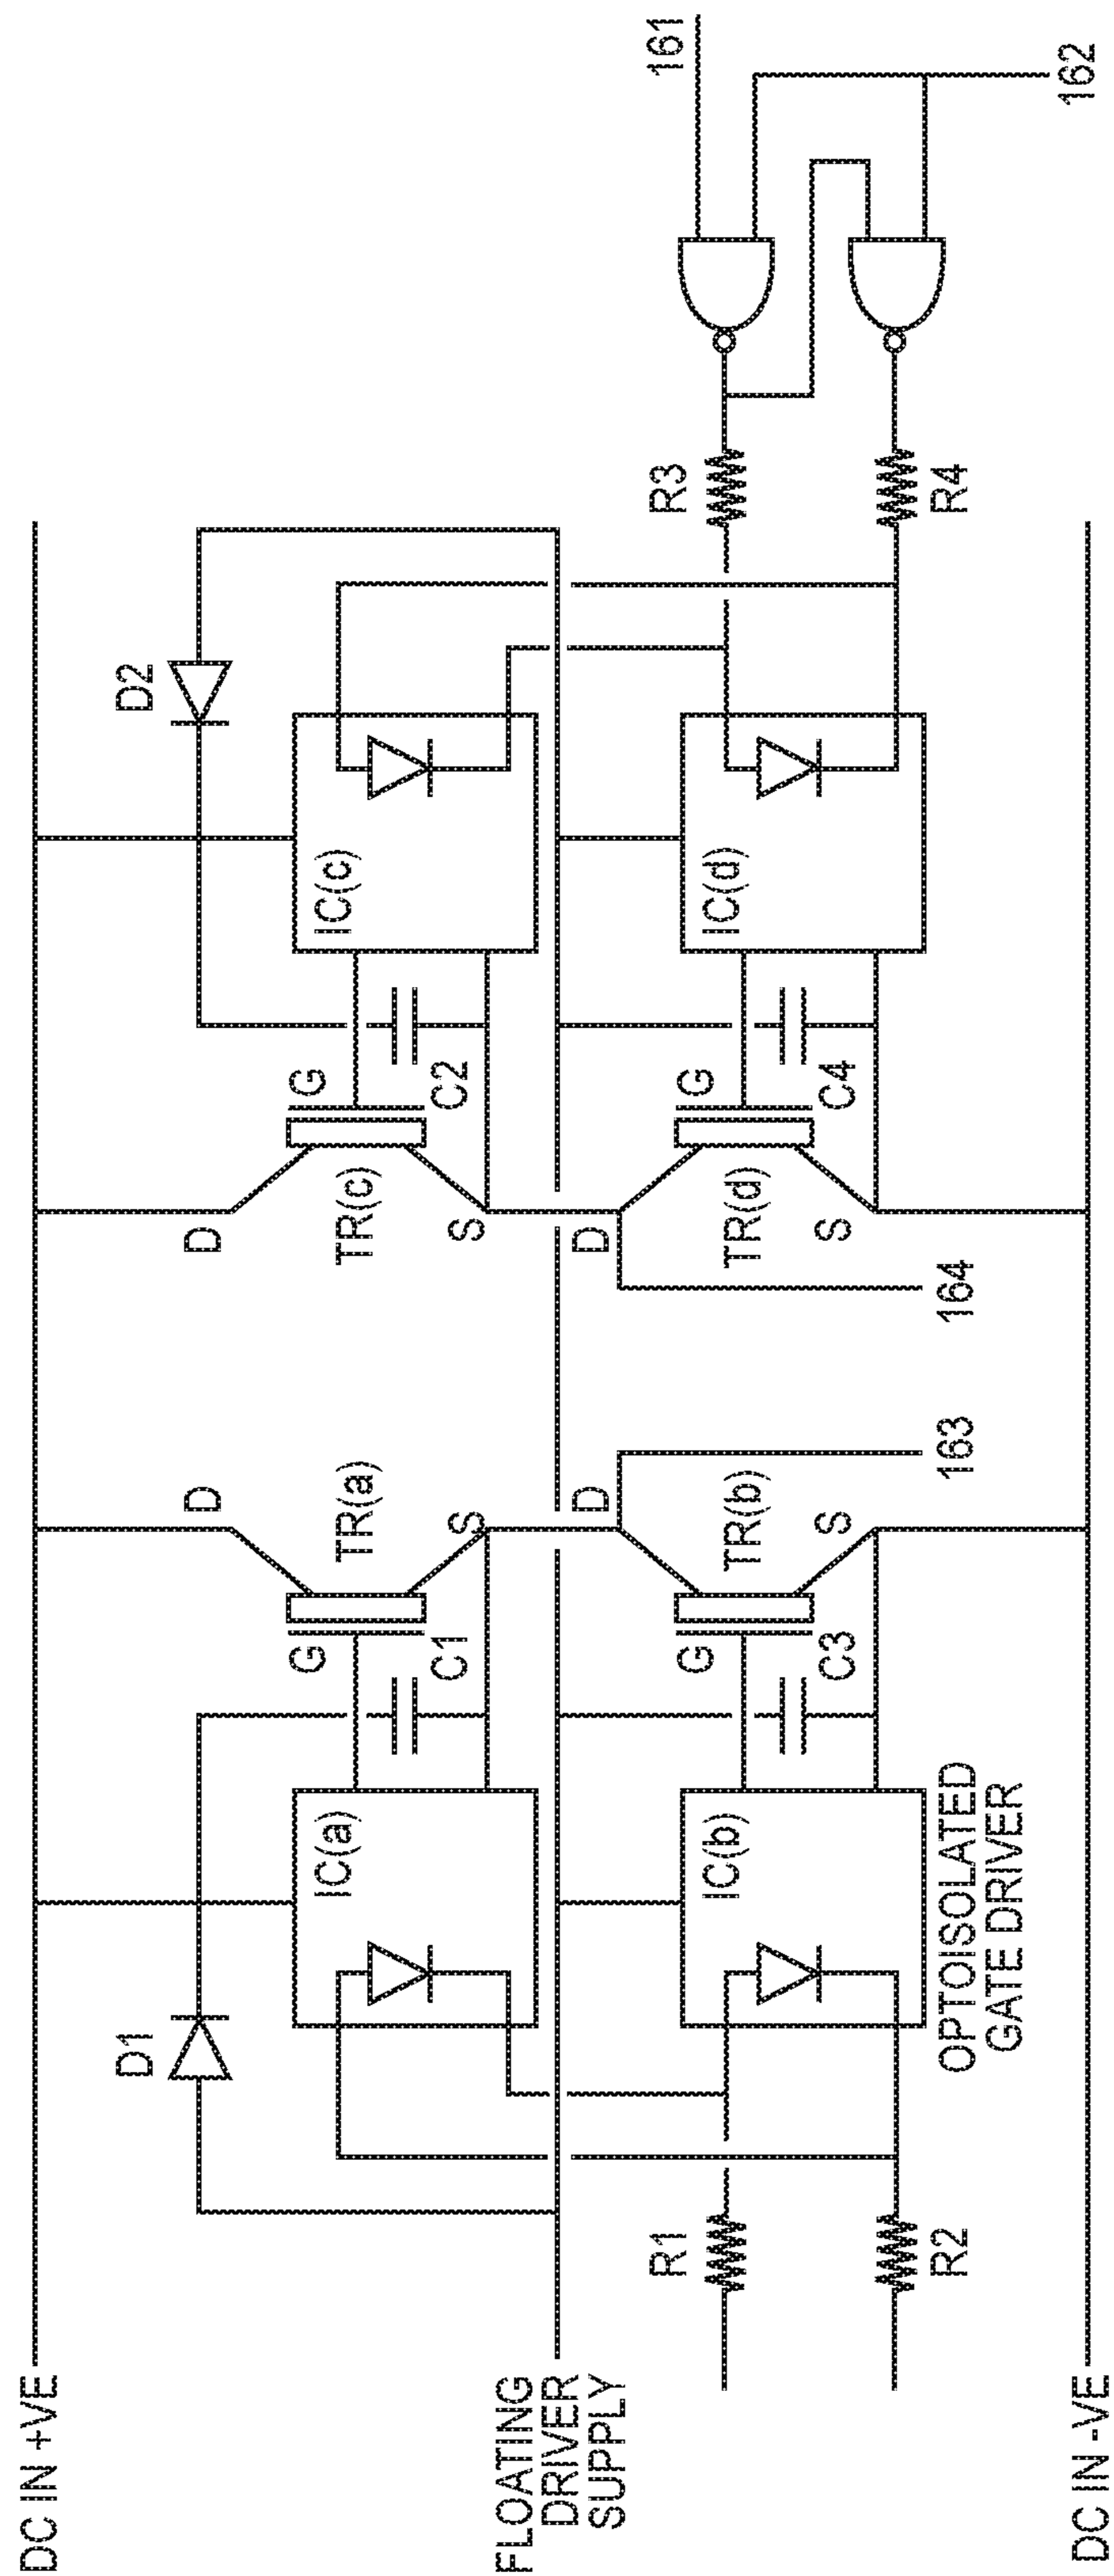 DC IN +VE
D1
D2
D
D
G
G
TR(a)
TR(c)
IC(a)
IC(c)
C1
C2
S
S
FLOATING
DRIVER
SUPPLY
D
D
161
R1
G
G
R3
TR(b)
TR(d)
IC(b)
IC(d)
C3
C4
S
S
R2
OPTOISOLATED
GATE DRIVER
163
164
R4
162
DC IN -VE